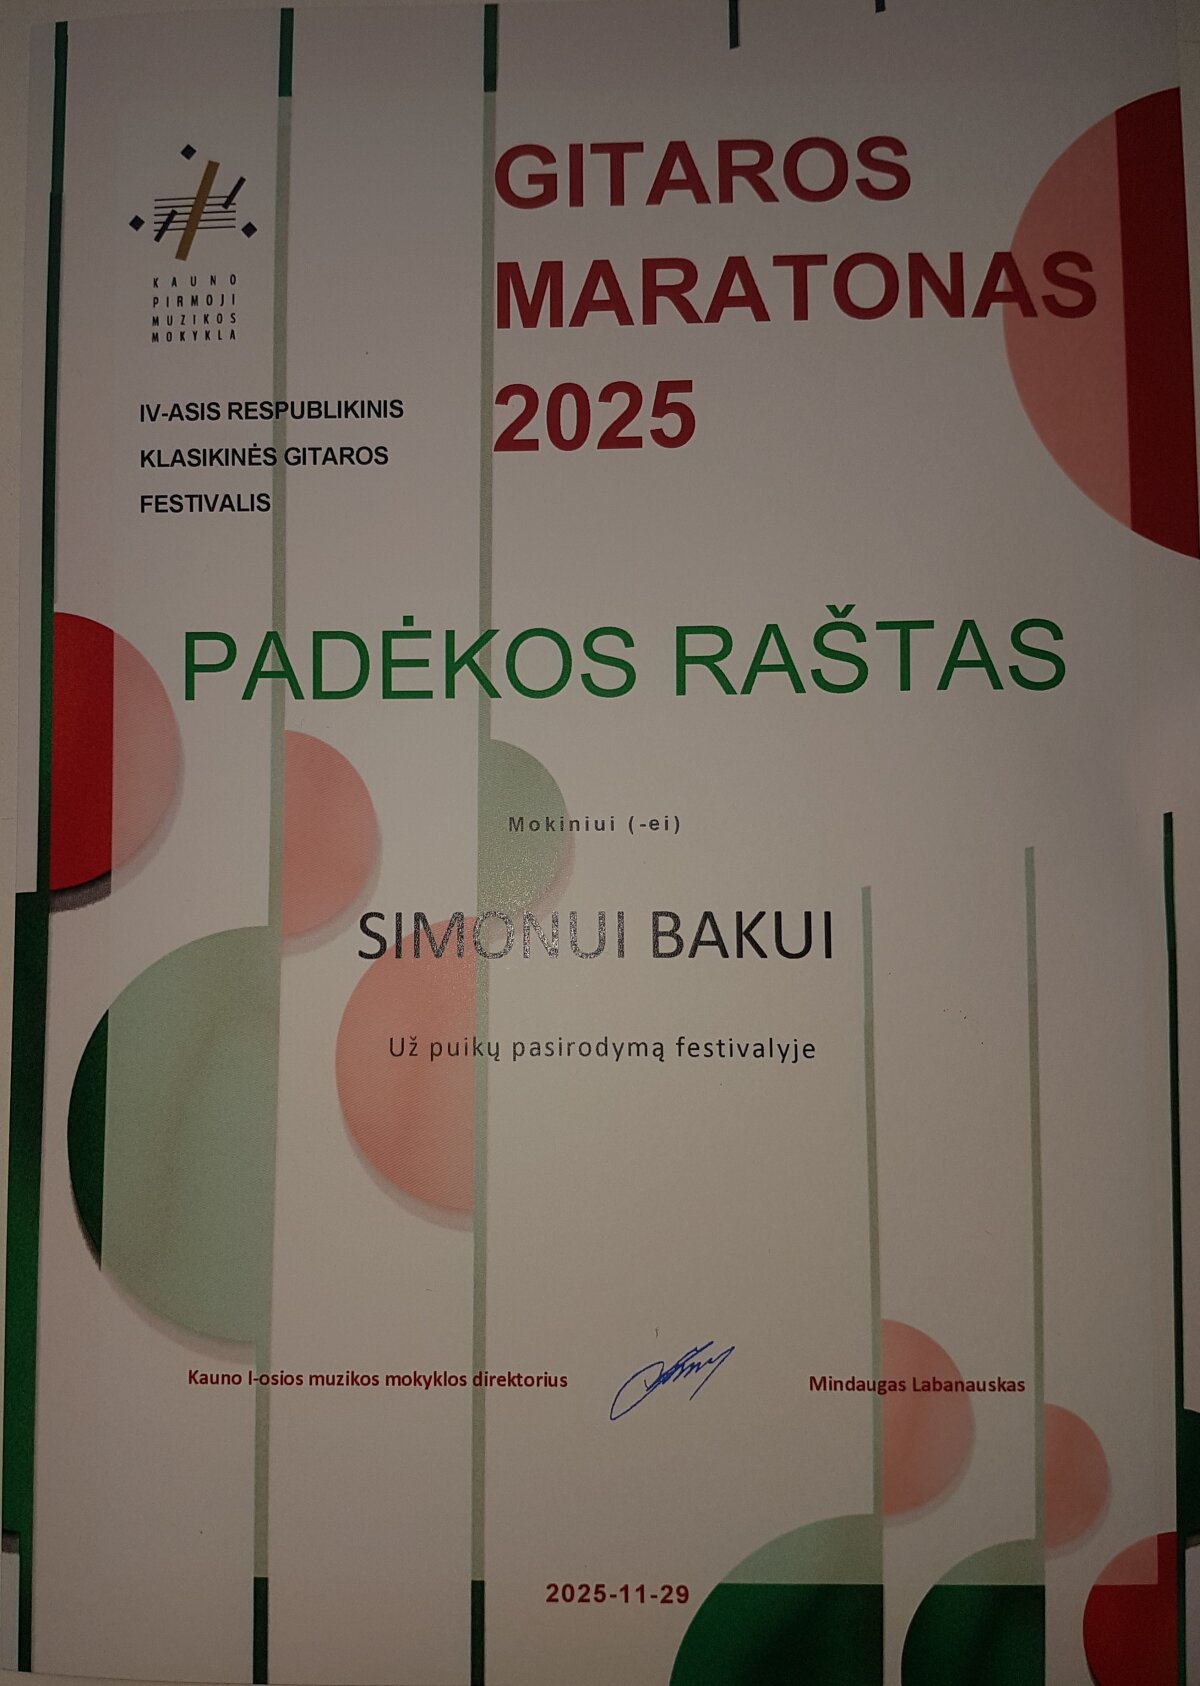 KAUNO
PIRMOJI
MUZIKOS
MOKYKLA
GITAROS
MARATONAS
2025
IV-ASIS RESPUBLIKINIS
KLASIKINĖS GITAROS
FESTIVALIS
PADĖKOS RAŠTAS
Mokiniui (-ei)
SIMONUI BAKUI
Už puikų pasirodymą festivalyje
Kauno I-osios muzikos mokyklos direktorius
Mindaugas Labanauskas
2025-11-29